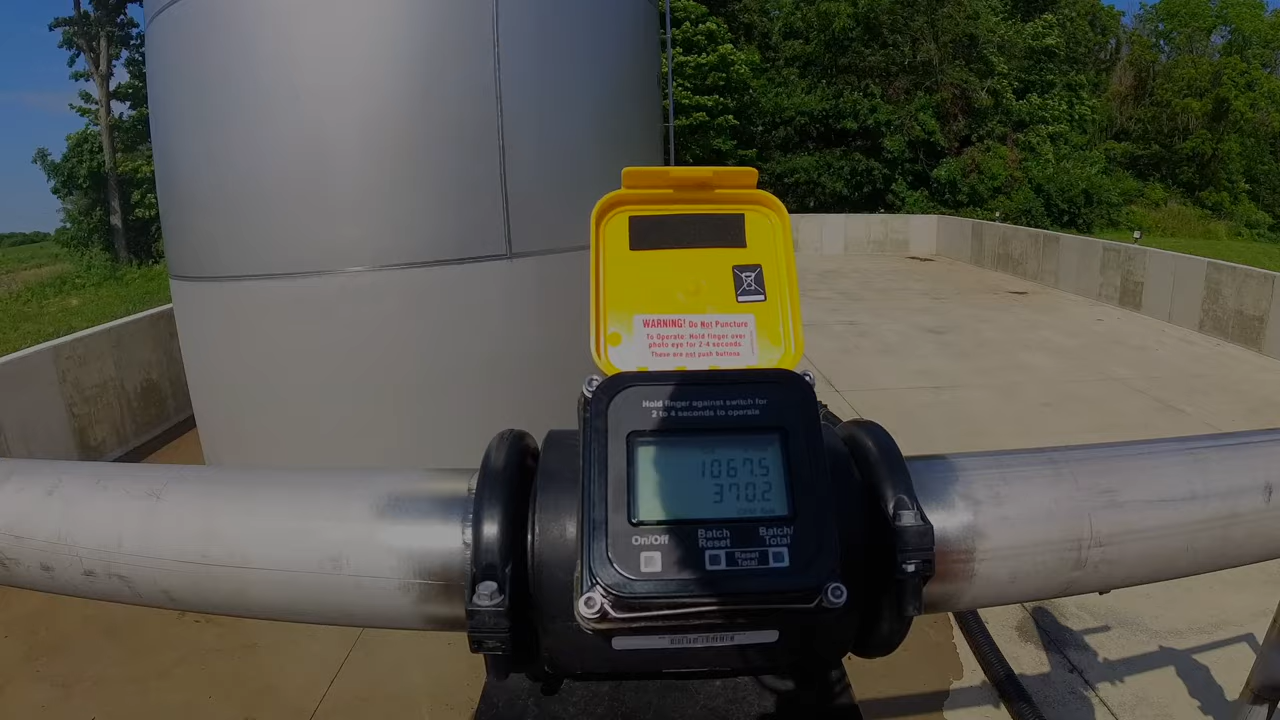 WARNING! Do Not Puncture
To Operate: Hold finger over
photo eye for 2-4 seconds.
These are not push buttons
Hold finger against switch for
2 to 4 seconds to operate
1067.5
370.2
On/Off
Batch
Reset
Batch/
Total
Reset
Total